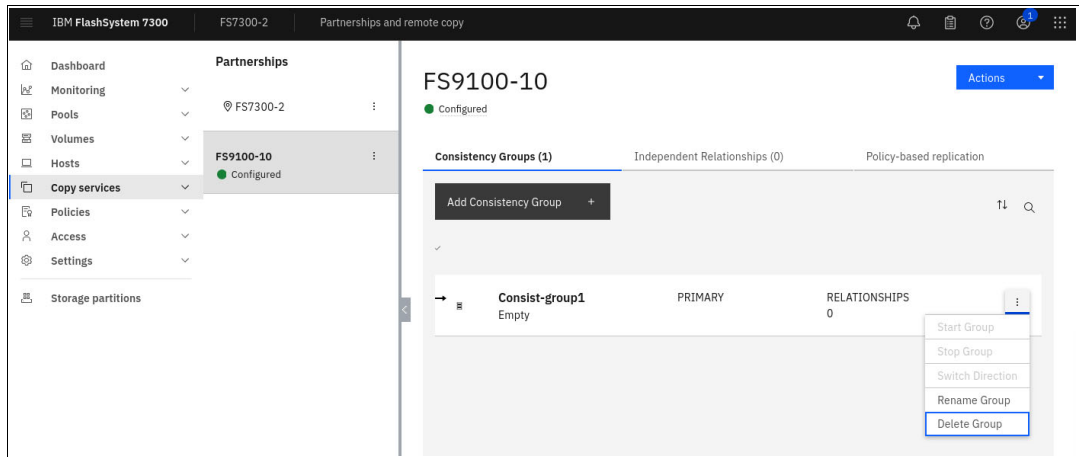 IBM FlashSystem 7300
FS7300-2
Partnerships and remote copy
1
Dashboard
Monitoring
Pools
Volumes
Hosts
Copy services
Policies
Access
Settings
Storage partitions
Partnerships
FS7300-2
FS9100-10
Configured
FS9100-10
Configured
Actions
Consistency Groups (1)
Independent Relationships (0)
Policy-based replication
Add Consistency Group +
Consist-group1
Empty
PRIMARY
RELATIONSHIPS
0
Start Group
Stop Group
Switch Direction
Rename Group
Delete Group